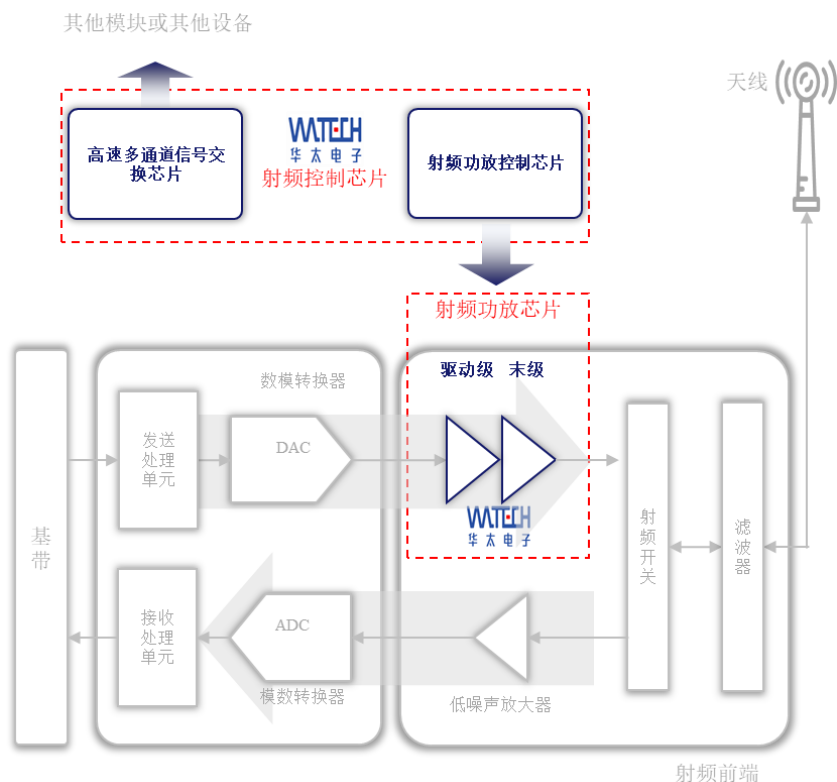 其他模块或其他设备
天线
高速多通道信号交
换芯片
WATECH
华太电子
射频控制芯片
射频功放控制芯片
射频功放芯片
驱动级 末级
数模转换器
发送
处理
单元
DAC
WATECH
华太电子
基
带
射
频
开
关
滤
波
器
接收
处理
单元
ADC
模数转换器
低噪声放大器
射频前端